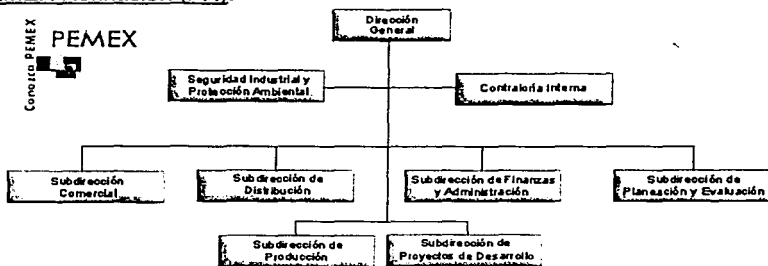 Dirección
General
Conozca PEMEX
PEMEX
Seguridad Industrial y
Protección Ambiental
Contraloría Interna
Subdirección
Comercial
Subdirección de
Distribución
Subdirección de Finanzas
y Administración
Subdirección de
Planeación y Evaluación
Subdirección de
Producción
Subdirección de
Proyectos de Desarrollo